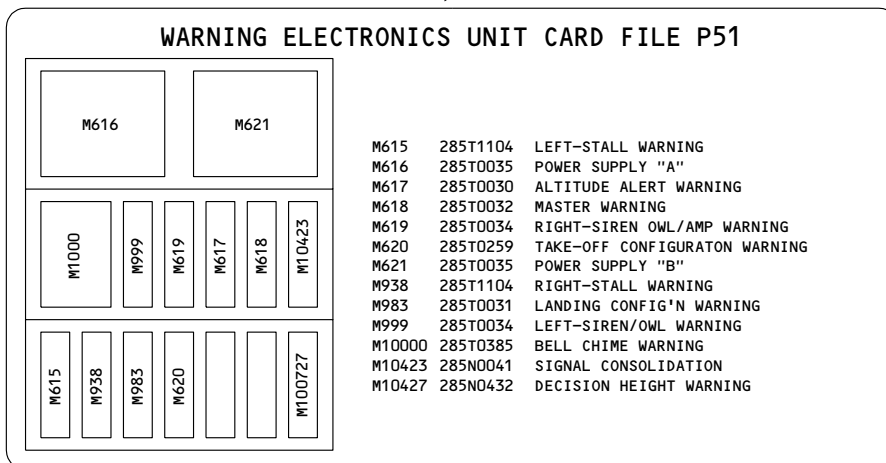 WARNING ELECTRONICS UNIT CARD FILE P51
M616
M621
M1000
M999
M619
M617
M618
M10423
M615
M938
M983
M620
M100727
M615 285T1104 LEFT-STALL WARNING
M616 285T0035 POWER SUPPLY "A"
M617 285T0030 ALTITUDE ALERT WARNING
M618 285T0032 MASTER WARNING
M619 285T0034 RIGHT-SIREN OWL/AMP WARNING
M620 285T0259 TAKE-OFF CONFIGURATON WARNING
M621 285T0035 POWER SUPPLY "B"
M938 285T1104 RIGHT-STALL WARNING
M983 285T0031 LANDING CONFIG'N WARNING
M999 285T0034 LEFT-SIREN/OWL WARNING
M10000 285T0385 BELL CHIME WARNING
M10423 285N0041 SIGNAL CONSOLIDATION
M10427 285N0432 DECISION HEIGHT WARNING